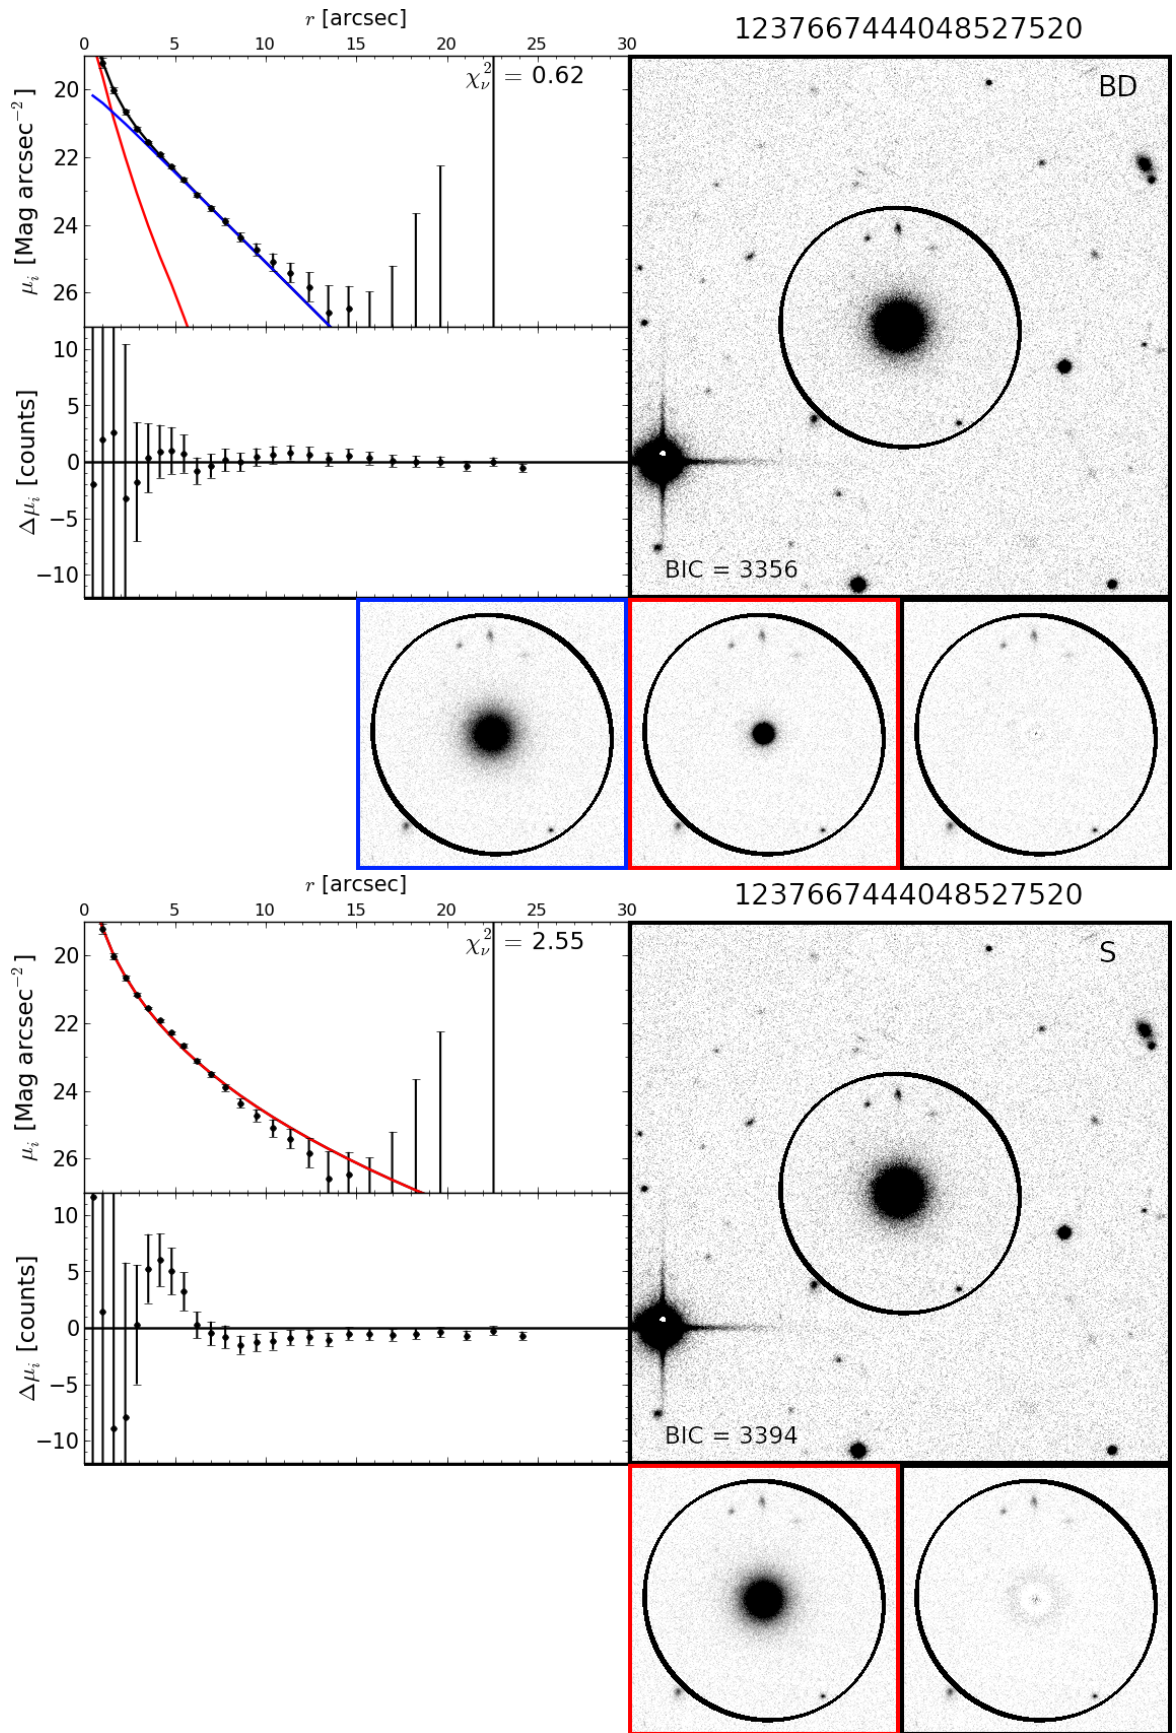 r [arcsec]
1237667444048527520
0 5 10 15 20 25 30
χ²ν = 0.62
BD
μi [Mag arcsec−2]
20
22
24
26
Δμi [counts]
10
5
0
−5
−10
BIC = 3356
r [arcsec]
1237667444048527520
0 5 10 15 20 25 30
χ²ν = 2.55
S
μi [Mag arcsec−2]
20
22
24
26
Δμi [counts]
10
5
0
−5
−10
BIC = 3394